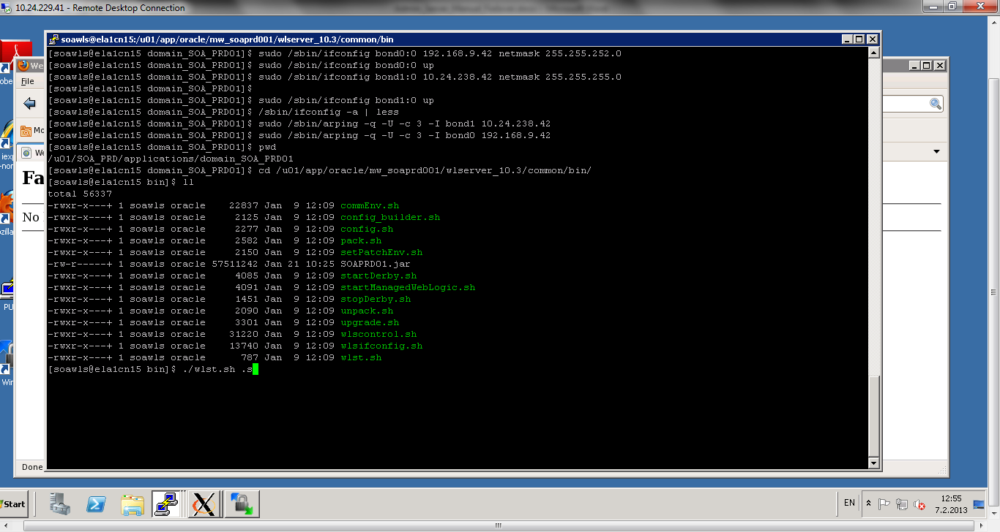 10.24.229.41 - Remote Desktop Connection
soawls@ela1cn15:/u01/app/oracle/mw_soaprd001/wlserver_10.3/common/bin
[soawls@ela1cn15 domain_SOA_PRD01]$ sudo /sbin/ifconfig bond0:0 192.168.9.42 netmask 255.255.252.0
[soawls@ela1cn15 domain_SOA_PRD01]$ sudo /sbin/ifconfig bond0:0 up
[soawls@ela1cn15 domain_SOA_PRD01]$ sudo /sbin/ifconfig bond1:0 10.24.238.42 netmask 255.255.255.0
[soawls@ela1cn15 domain_SOA_PRD01]$
[soawls@ela1cn15 domain_SOA_PRD01]$ sudo /sbin/ifconfig bond1:0 up
[soawls@ela1cn15 domain_SOA_PRD01]$ /sbin/ifconfig -a | less
[soawls@ela1cn15 domain_SOA_PRD01]$ sudo /sbin/arping -q -U -c 3 -I bond1 10.24.238.42
[soawls@ela1cn15 domain_SOA_PRD01]$ sudo /sbin/arping -q -U -c 3 -I bond0 192.168.9.42
[soawls@ela1cn15 domain_SOA_PRD01]$ pwd
/u01/SOA_PRD/applications/domain_SOA_PRD01
[soawls@ela1cn15 domain_SOA_PRD01]$ cd /u01/app/oracle/mw_soaprd001/wlserver_10.3/common/bin/
[soawls@ela1cn15 bin]$ ll
total 56337
-rwxr-x---+ 1 soawls oracle    22837 Jan  9 12:09 commEnv.sh
-rwxr-x---+ 1 soawls oracle     2125 Jan  9 12:09 config_builder.sh
-rwxr-x---+ 1 soawls oracle     2277 Jan  9 12:09 config.sh
-rwxr-x---+ 1 soawls oracle     2582 Jan  9 12:09 pack.sh
-rwxr-x---+ 1 soawls oracle     2150 Jan  9 12:09 setPatchEnv.sh
-rw-r-----+ 1 soawls oracle 57511242 Jan 21 10:25 SOAPRD01.jar
-rwxr-x---+ 1 soawls oracle     4085 Jan  9 12:09 startDerby.sh
-rwxr-x---+ 1 soawls oracle     4091 Jan  9 12:09 startManagedWebLogic.sh
-rwxr-x---+ 1 soawls oracle     1451 Jan  9 12:09 stopDerby.sh
-rwxr-x---+ 1 soawls oracle     2090 Jan  9 12:09 unpack.sh
-rwxr-x---+ 1 soawls oracle     3301 Jan  9 12:09 upgrade.sh
-rwxr-x---+ 1 soawls oracle    31220 Jan  9 12:09 wlscontrol.sh
-rwxr-x---+ 1 soawls oracle    13740 Jan  9 12:09 wlsifconfig.sh
-rwxr-x---+ 1 soawls oracle      787 Jan  9 12:09 wlst.sh
[soawls@ela1cn15 bin]$ ./wlst.sh .s
We
File
Mo
We
Fa
No
Done
obe
iexp
-nor
ozilla
PU
Win
Start
EN
12:55
7.2.2013